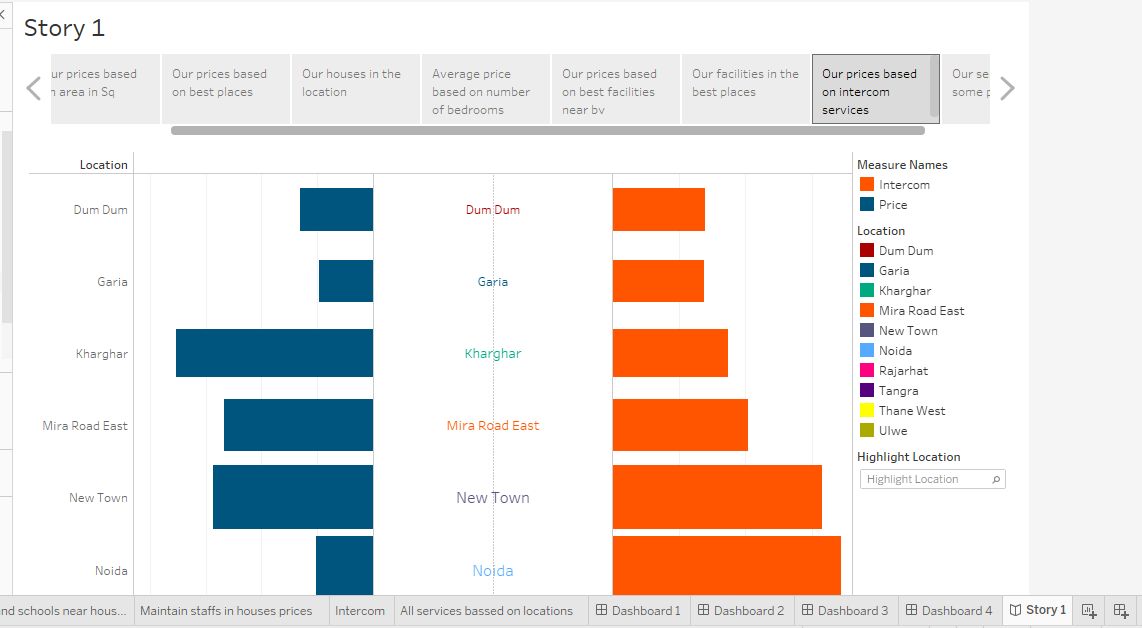 Story 1
ur prices based
n area in Sq
Our prices based
on best places
Our houses in the
location
Average price
based on number
of bedrooms
Our prices based
on best facilities
near by
Our facilities in the
best places
Our prices based
on intercom
services
Our se
some p
Location
Dum Dum
Garia
Kharghar
Mira Road East
New Town
Noida
Dum Dum
Garia
Kharghar
Mira Road East
New Town
Noida
Measure Names
Intercom
Price
Location
Dum Dum
Garia
Kharghar
Mira Road East
New Town
Noida
Rajarhat
Tangra
Thane West
Ulwe
Highlight Location
Highlight Location
nd schools near hous...
Maintain staffs in houses prices
Intercom
All services bassed on locations
Dashboard 1
Dashboard 2
Dashboard 3
Dashboard 4
Story 1